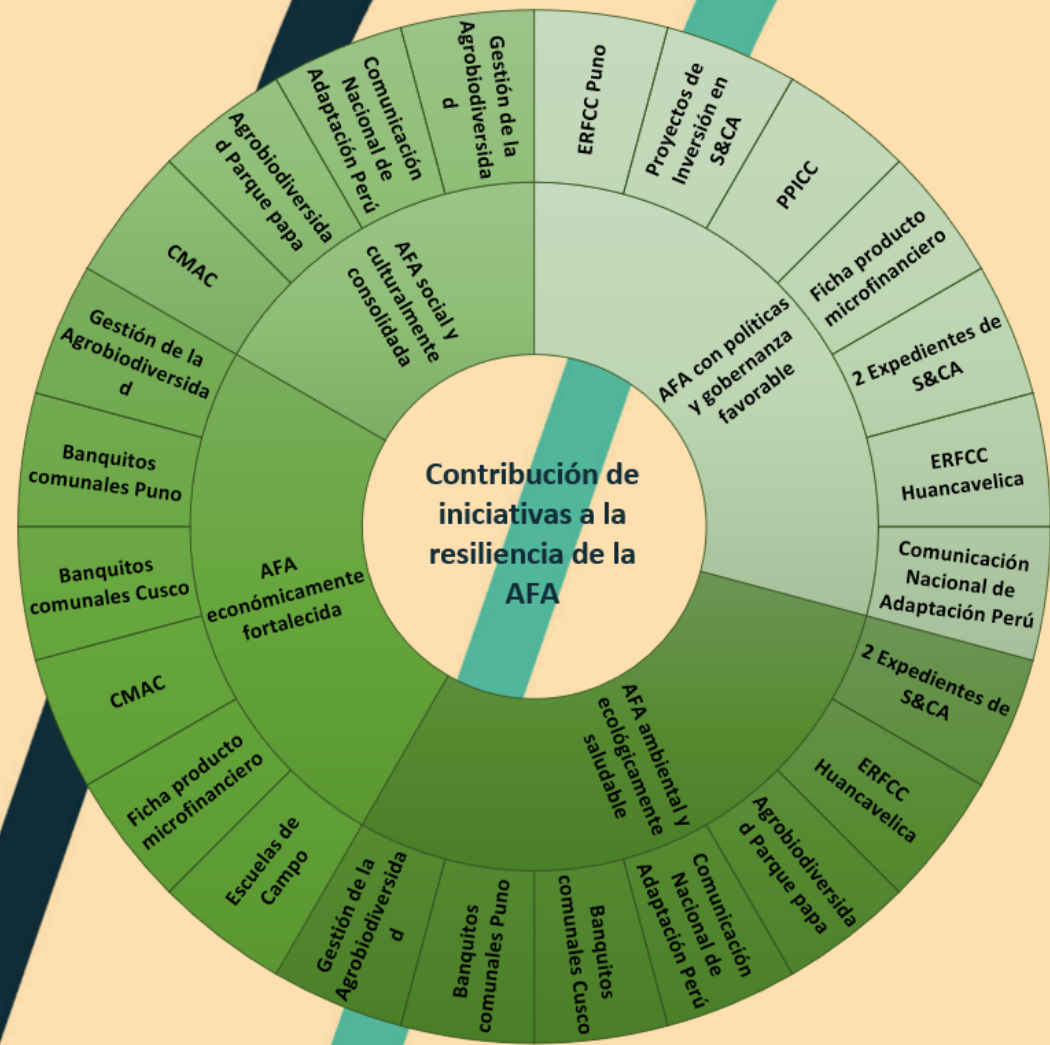 Contribución de
iniciativas a la
resiliencia de la
AFA
AFA con políticas
y gobernanza
favorable
ERFCC Puno
Proyectos de
Inversión en
S&CA
PPICC
Ficha producto
microfinanciero
2 Expedientes de
S&CA
ERFCC
Huancavelica
Comunicación
Nacional de
Adaptación Perú
AFA ambiental y
ecológicamente
saludable
2 Expedientes de
S&CA
ERFCC
Huancavelica
Agrobiodiversida
d Parque papa
Comunicación
Nacional de
Adaptación Perú
Banquitos
comunales Cusco
Banquitos
comunales Puno
Gestión de la
Agrobiodiversida
d
AFA
económicamente
fortalecida
Escuelas de
Campo
Ficha producto
microfinanciero
CMAC
Banquitos
comunales Cusco
Banquitos
comunales Puno
Gestión de la
Agrobiodiversida
d
AFA social y
culturalmente
consolidada
CMAC
Agrobiodiversida
d Parque papa
Comunicación
Nacional de
Adaptación Perú
Gestión de la
Agrobiodiversida
d